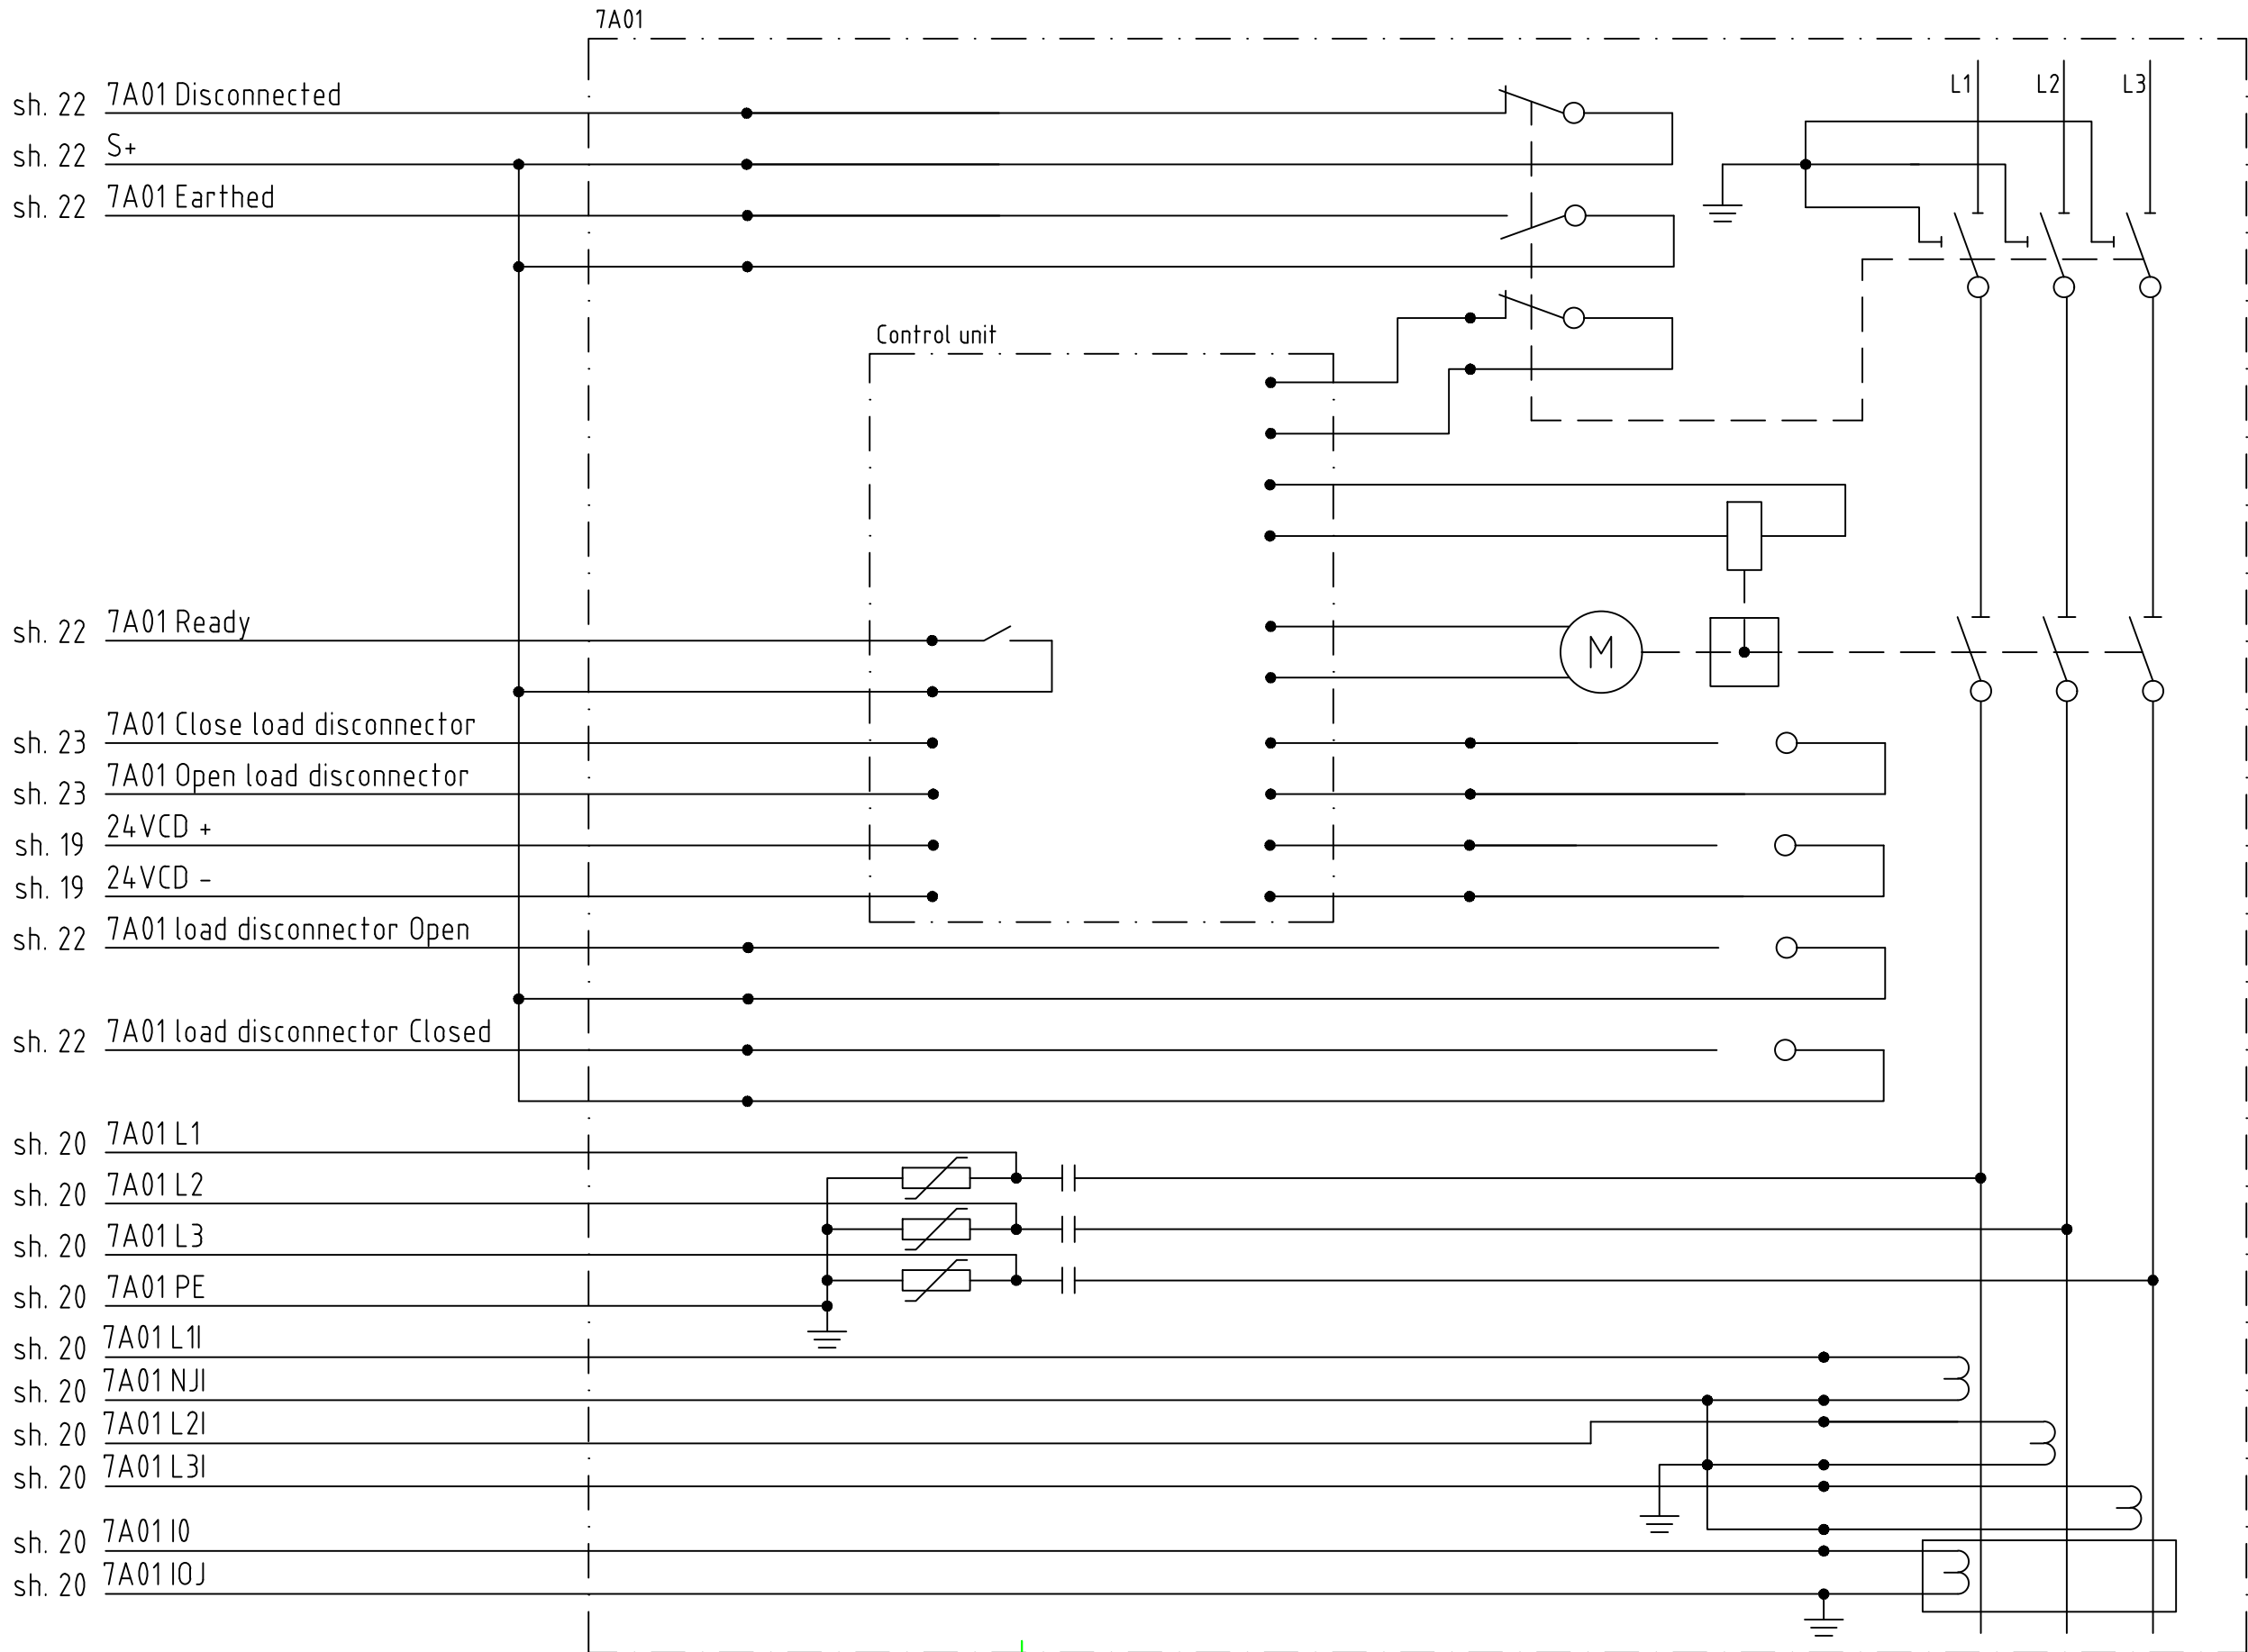 7A01
L1 L2 L3
sh. 22 7A01 Disconnected
sh. 22 S+
sh. 22 7A01 Earthed
Control unit
sh. 22 7A01 Ready
M
sh. 23 7A01 Close load disconnector
sh. 23 7A01 Open load disconnector
sh. 19 24VCD +
sh. 19 24VCD -
sh. 22 7A01 load disconnector Open
sh. 22 7A01 load disconnector Closed
sh. 20 7A01 L1
sh. 20 7A01 L2
sh. 20 7A01 L3
sh. 20 7A01 PE
sh. 20 7A01 L1I
sh. 20 7A01 NJI
sh. 20 7A01 L2I
sh. 20 7A01 L3I
sh. 20 7A01 I0
sh. 20 7A01 IOJ